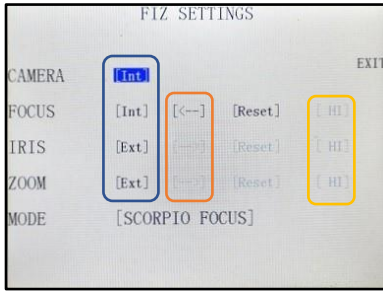 FIZ SETTINGS
EXIT
CAMERA [Int]
FOCUS [Int] [<--] [Reset] [ HI]
IRIS [Ext] [-->] [Reset] [ HI]
ZOOM [Ext] [-->] [Reset] [ HI]
MODE [SCORPIO FOCUS]